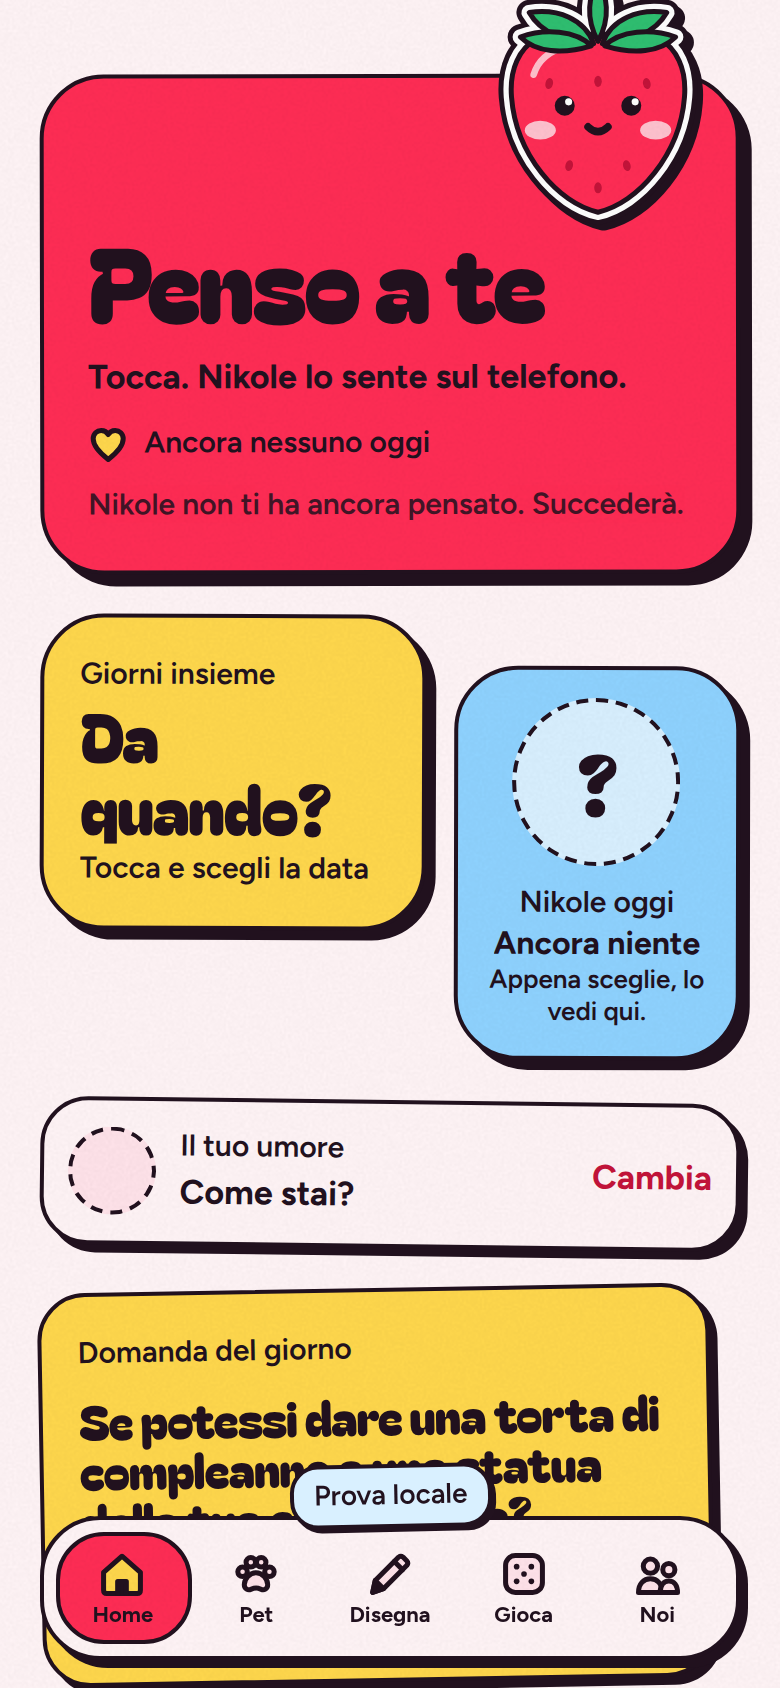 Penso a te
Tocca. Nikole lo sente sul telefono.
Ancora nessuno oggi
Nikole non ti ha ancora pensato. Succederà.
Giorni insieme
Da
quando?
Tocca e scegli la data
?
Nikole oggi
Ancora niente
Appena sceglie, lo
vedi qui.
Il tuo umore
Come stai?
Cambia
Domanda del giorno
Se potessi dare una torta di
compleanno a una statua
Prova locale
Home
Pet
Disegna
Gioca
Noi